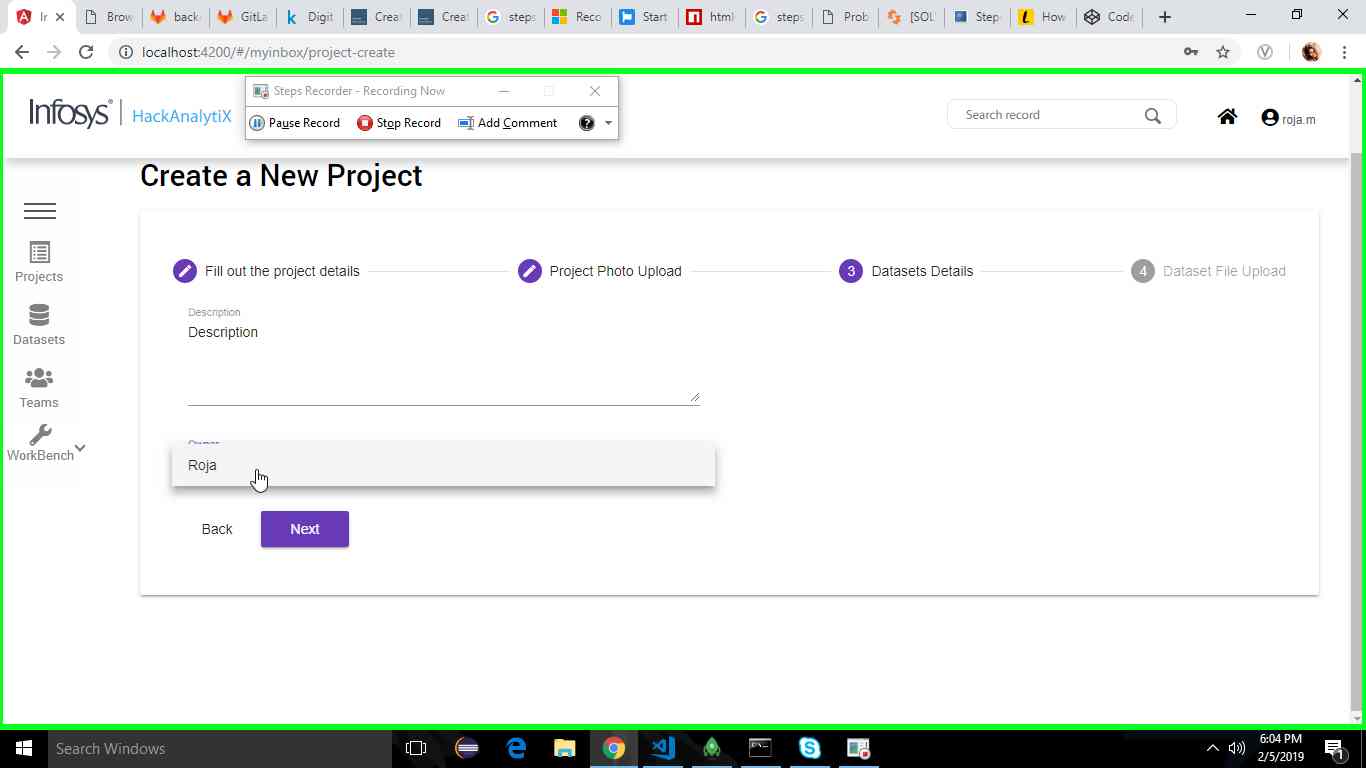 Ir
Brow
back
GitLa
Digit
Creat
Creat
steps
Reco
Start
html
steps
Prob
[SOL
Step
How
Code
localhost:4200/#/myinbox/project-create
Steps Recorder - Recording Now
Pause Record
Stop Record
Add Comment
Infosys
HackAnalytiX
Search record
roja.m
Create a New Project
Projects
Datasets
Teams
WorkBench
Fill out the project details
Project Photo Upload
3
Datasets Details
4
Dataset File Upload
Description
Description
Roja
Back
Next
Search Windows
6:04 PM
2/5/2019
1